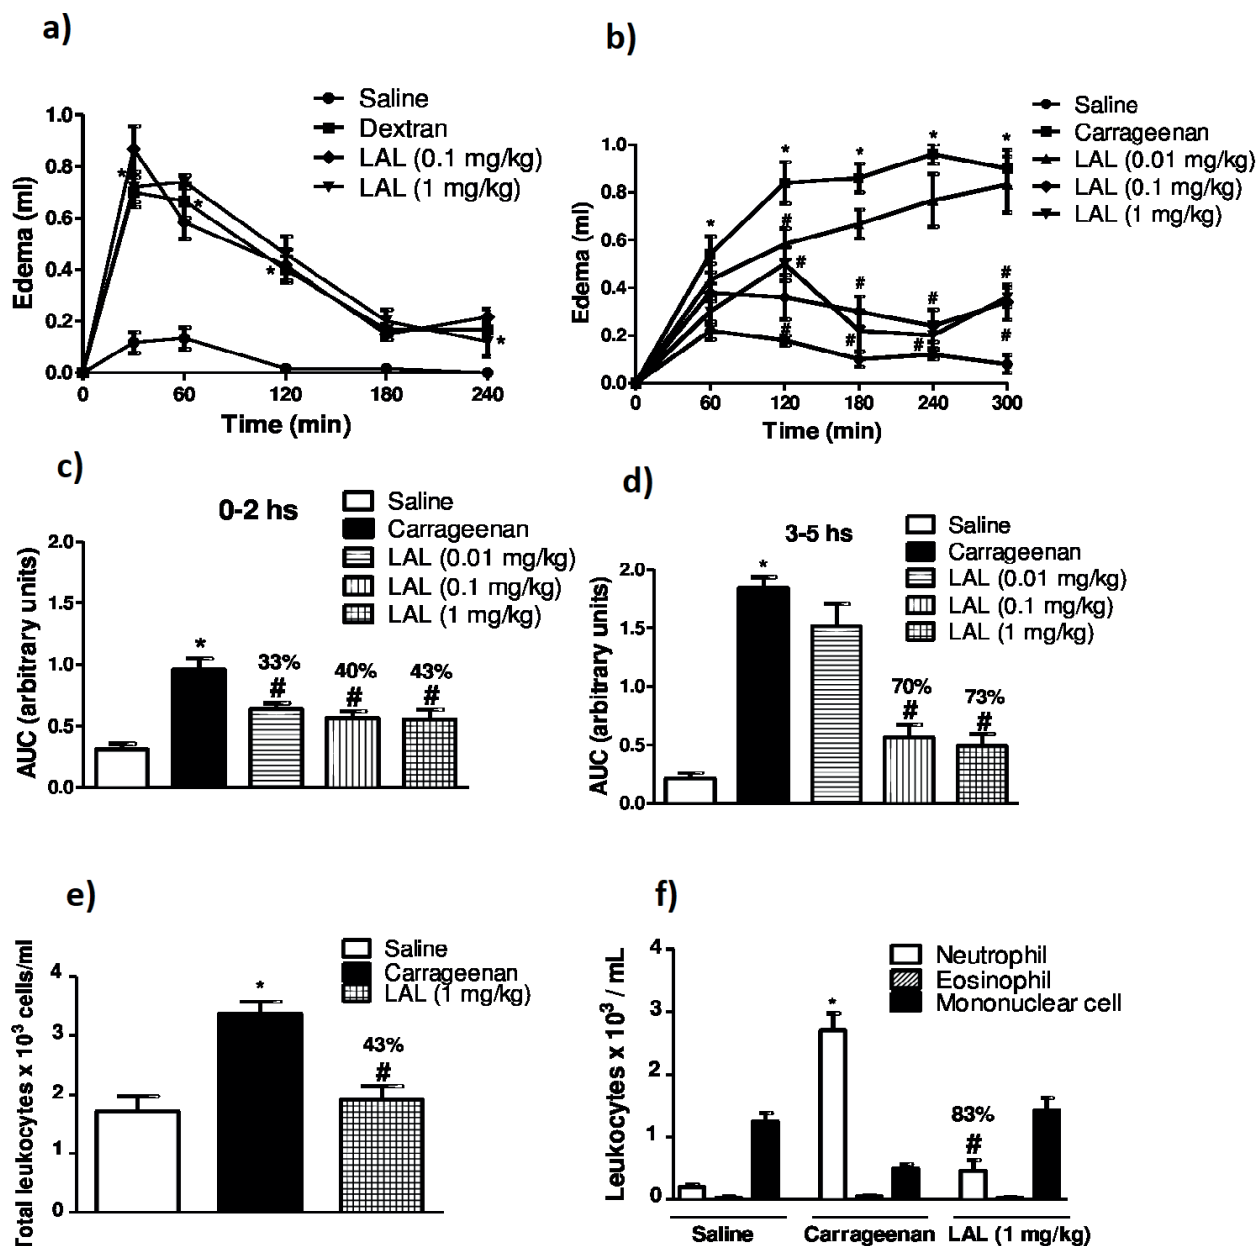 a)
Saline
Dextran
LAL (0.1 mg/kg)
LAL (1 mg/kg)
Edema (ml)
1.0
0.8
0.6
0.4
0.2
0.0
*
*
*
*
0 60 120 180 240
Time (min)
b)
Saline
Carrageenan
LAL (0.01 mg/kg)
LAL (0.1 mg/kg)
LAL (1 mg/kg)
Edema (ml)
1.0
0.8
0.6
0.4
0.2
0.0
* * * * *
# # # # #
# # # #
0 60 120 180 240 300
Time (min)
c)
0-2 hs
Saline
Carrageenan
LAL (0.01 mg/kg)
LAL (0.1 mg/kg)
LAL (1 mg/kg)
AUC (arbitrary units)
2.0
1.5
1.0
0.5
0.0
*
33% 40% 43%
# # #
d)
3-5 hs
Saline
Carrageenan
LAL (0.01 mg/kg)
LAL (0.1 mg/kg)
LAL (1 mg/kg)
AUC (arbitrary units)
2.0
1.5
1.0
0.5
0.0
*
70% 73%
# #
e)
Saline
Carrageenan
LAL (1 mg/kg)
Total leukocytes x 10³ cells/ml
4
3
2
1
0
*
43%
#
f)
Neutrophil
Eosinophil
Mononuclear cell
Leukocytes x 10³ / mL
4
3
2
1
0
*
83%
#
Saline Carrageenan LAL (1 mg/kg)